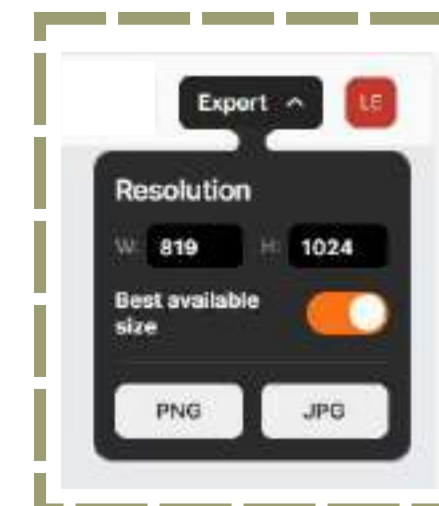 Export
LE
Resolution
W: 819 H: 1024
Best available
size
PNG JPG